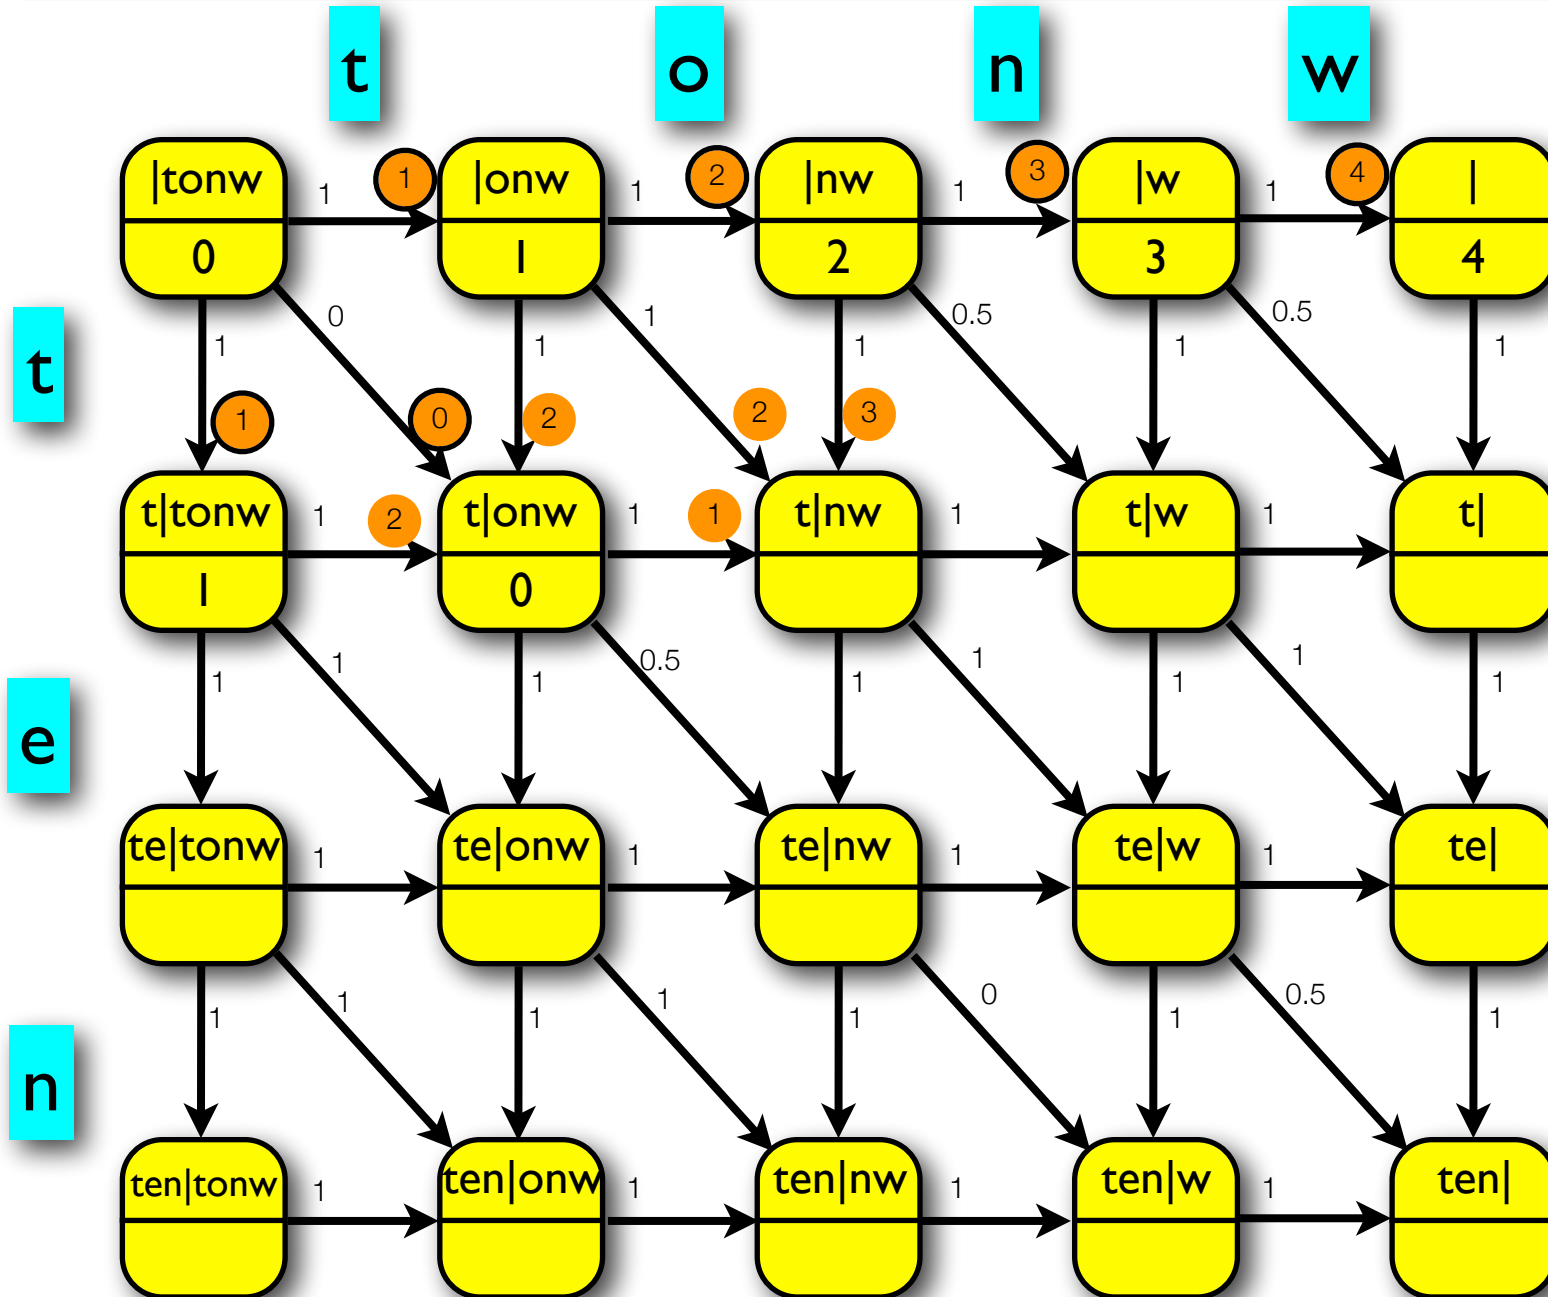 t o n w
|tonw 1 1 |onw 1 2 |nw 1 3 |w 1 4 |
0 1 2 3 4
0 1 0.5 0.5
t 1 1 1 1 1
1 0 2 2 3
t|tonw 1 2 t|onw 1 1 t|nw 1 t|w 1 t|
1 0
1 0.5 1 1
e 1 1 1 1 1
te|tonw 1 te|onw 1 te|nw 1 te|w 1 te|
1 1 0 0.5
n 1 1 1 1 1
ten|tonw 1 ten|onw 1 ten|nw 1 ten|w 1 ten|